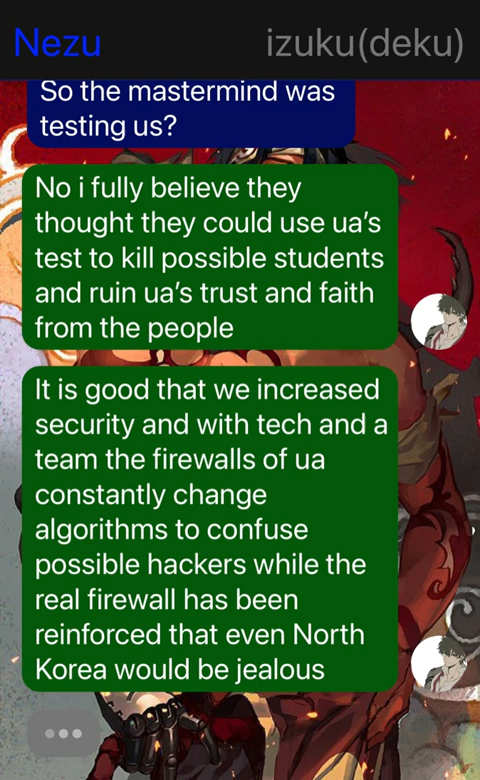 Nezu
izuku(deku)
So the mastermind was
testing us?
No i fully believe they
thought they could use ua’s
test to kill possible students
and ruin ua’s trust and faith
from the people
It is good that we increased
security and with tech and a
team the firewalls of ua
constantly change
algorithms to confuse
possible hackers while the
real firewall has been
reinforced that even North
Korea would be jealous